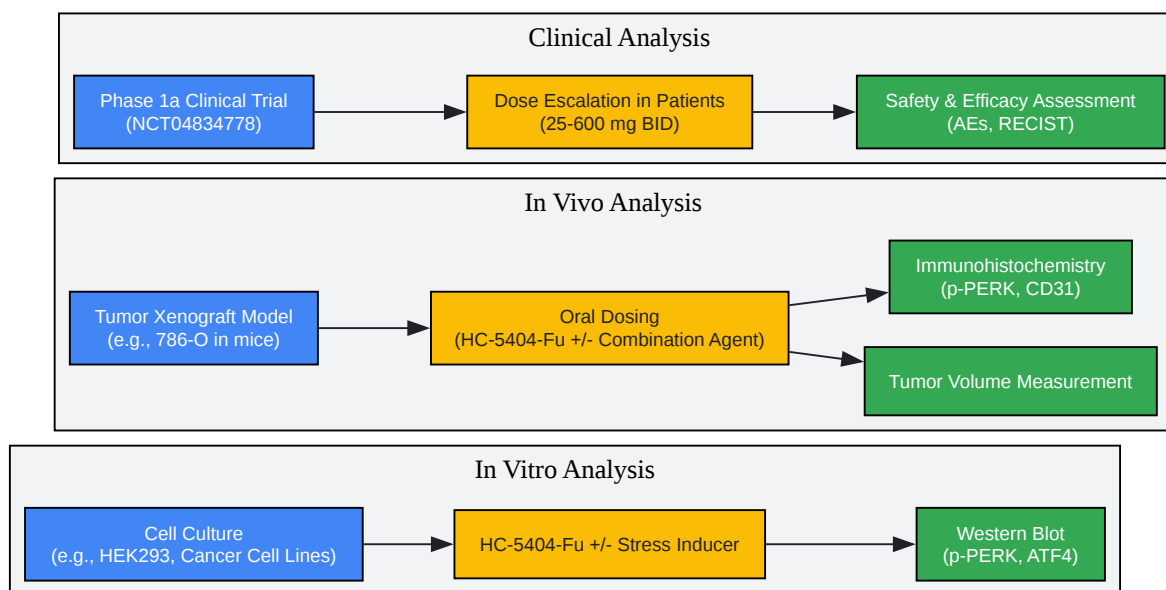 Clinical Analysis
Phase 1a Clinical Trial
(NCT04834778)
Dose Escalation in Patients
(25-600 mg BID)
Safety & Efficacy Assessment
(AEs, RECIST)
In Vivo Analysis
Tumor Xenograft Model
(e.g., 786-O in mice)
Oral Dosing
(HC-5404-Fu +/- Combination Agent)
Immunohistochemistry
(p-PERK, CD31)
Tumor Volume Measurement
In Vitro Analysis
Cell Culture
(e.g., HEK293, Cancer Cell Lines)
HC-5404-Fu +/- Stress Inducer
Western Blot
(p-PERK, ATF4)